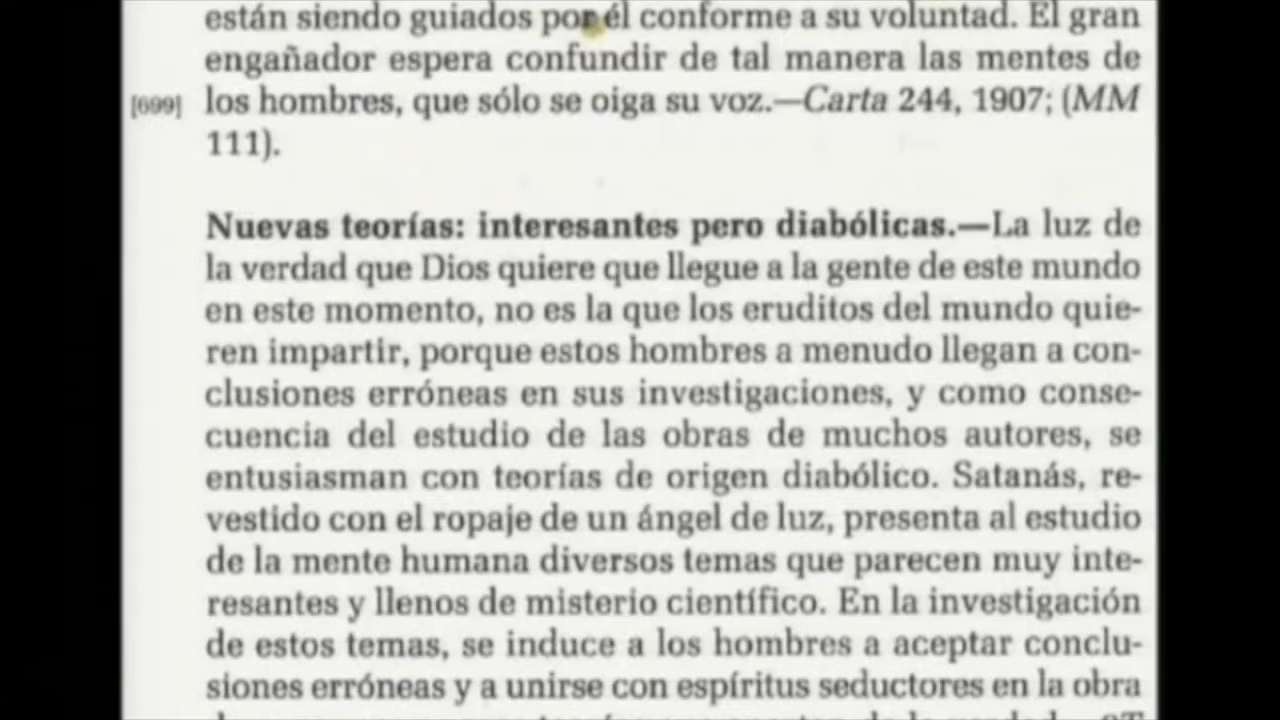 están siendo guiados por él conforme a su voluntad. El gran
engañador espera confundir de tal manera las mentes de
[699] los hombres, que sólo se oiga su voz.—Carta 244, 1907; (MM
111).
Nuevas teorías: interesantes pero diabólicas.—La luz de
la verdad que Dios quiere que llegue a la gente de este mundo
en este momento, no es la que los eruditos del mundo quie-
ren impartir, porque estos hombres a menudo llegan a con-
clusiones erróneas en sus investigaciones, y como conse-
cuencia del estudio de las obras de muchos autores, se
entusiasman con teorías de origen diabólico. Satanás, re-
vestido con el ropaje de un ángel de luz, presenta al estudio
de la mente humana diversos temas que parecen muy inte-
resantes y llenos de misterio científico. En la investigación
de estos temas, se induce a los hombres a aceptar conclu-
siones erróneas y a unirse con espíritus seductores en la obra